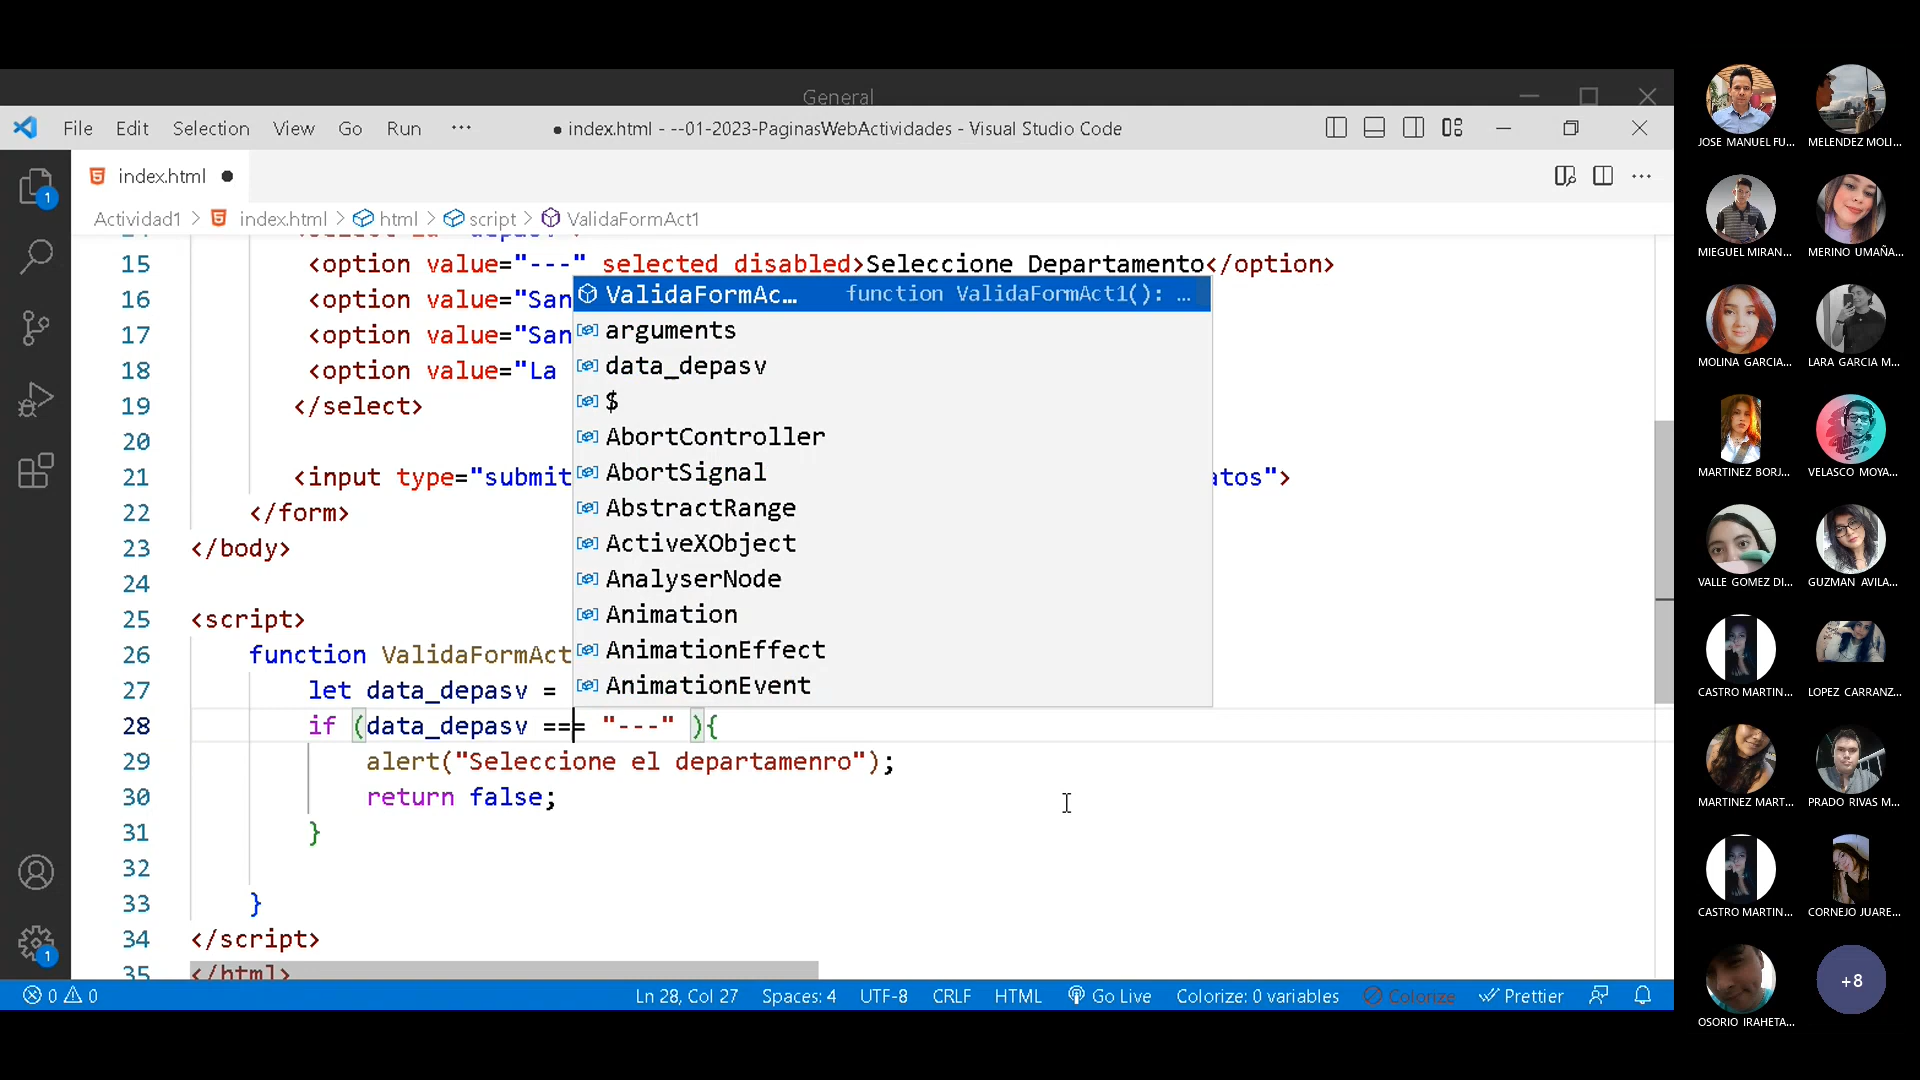 General
File Edit Selection View Go Run ···
● index.html - --01-2023-PaginasWebActividades - Visual Studio Code
index.html ●
Actividad1 > index.html > html > script > ValidaFormAct1
15 <option value="---" selected disabled>Seleccione Departamento</option>
16 <option value="San
17 <option value="San
18 <option value="La
19 </select>
20
21 <input type="submit atos">
22 </form>
23 </body>
24
25 <script>
26 function ValidaFormAct
27 let data_depasv =
28 if (data_depasv === "---" ){
29 alert("Seleccione el departamenro");
30 return false;
31 }
32
33 }
34 </script>
35 </html>
ValidaFormAc... function ValidaFormAct1(): ...
arguments
data_depasv
$
AbortController
AbortSignal
AbstractRange
ActiveXObject
AnalyserNode
Animation
AnimationEffect
AnimationEvent
1
1
0 0 Ln 28, Col 27 Spaces: 4 UTF-8 CRLF HTML Go Live Colorize: 0 variables Colorize Prettier
JOSE MANUEL FU... MELENDEZ MOLI...
MIEGUEL MIRAN... MERINO UMAÑA...
MOLINA GARCIA... LARA GARCIA M...
MARTINEZ BORJ... VELASCO MOYA...
VALLE GOMEZ DI... GUZMAN AVILA...
CASTRO MARTIN... LOPEZ CARRANZ...
MARTINEZ MART... PRADO RIVAS M...
CASTRO MARTIN... CORNEJO JUARE...
OSORIO IRAHETA... +8